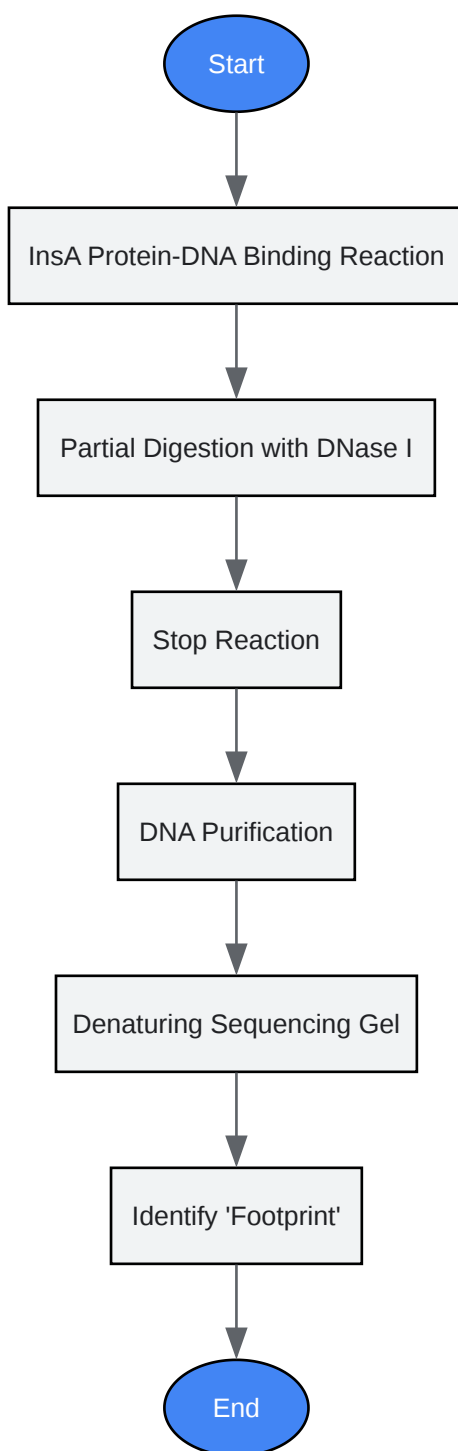 Start
InsA Protein-DNA Binding Reaction
Partial Digestion with DNase I
Stop Reaction
DNA Purification
Denaturing Sequencing Gel
Identify 'Footprint'
End